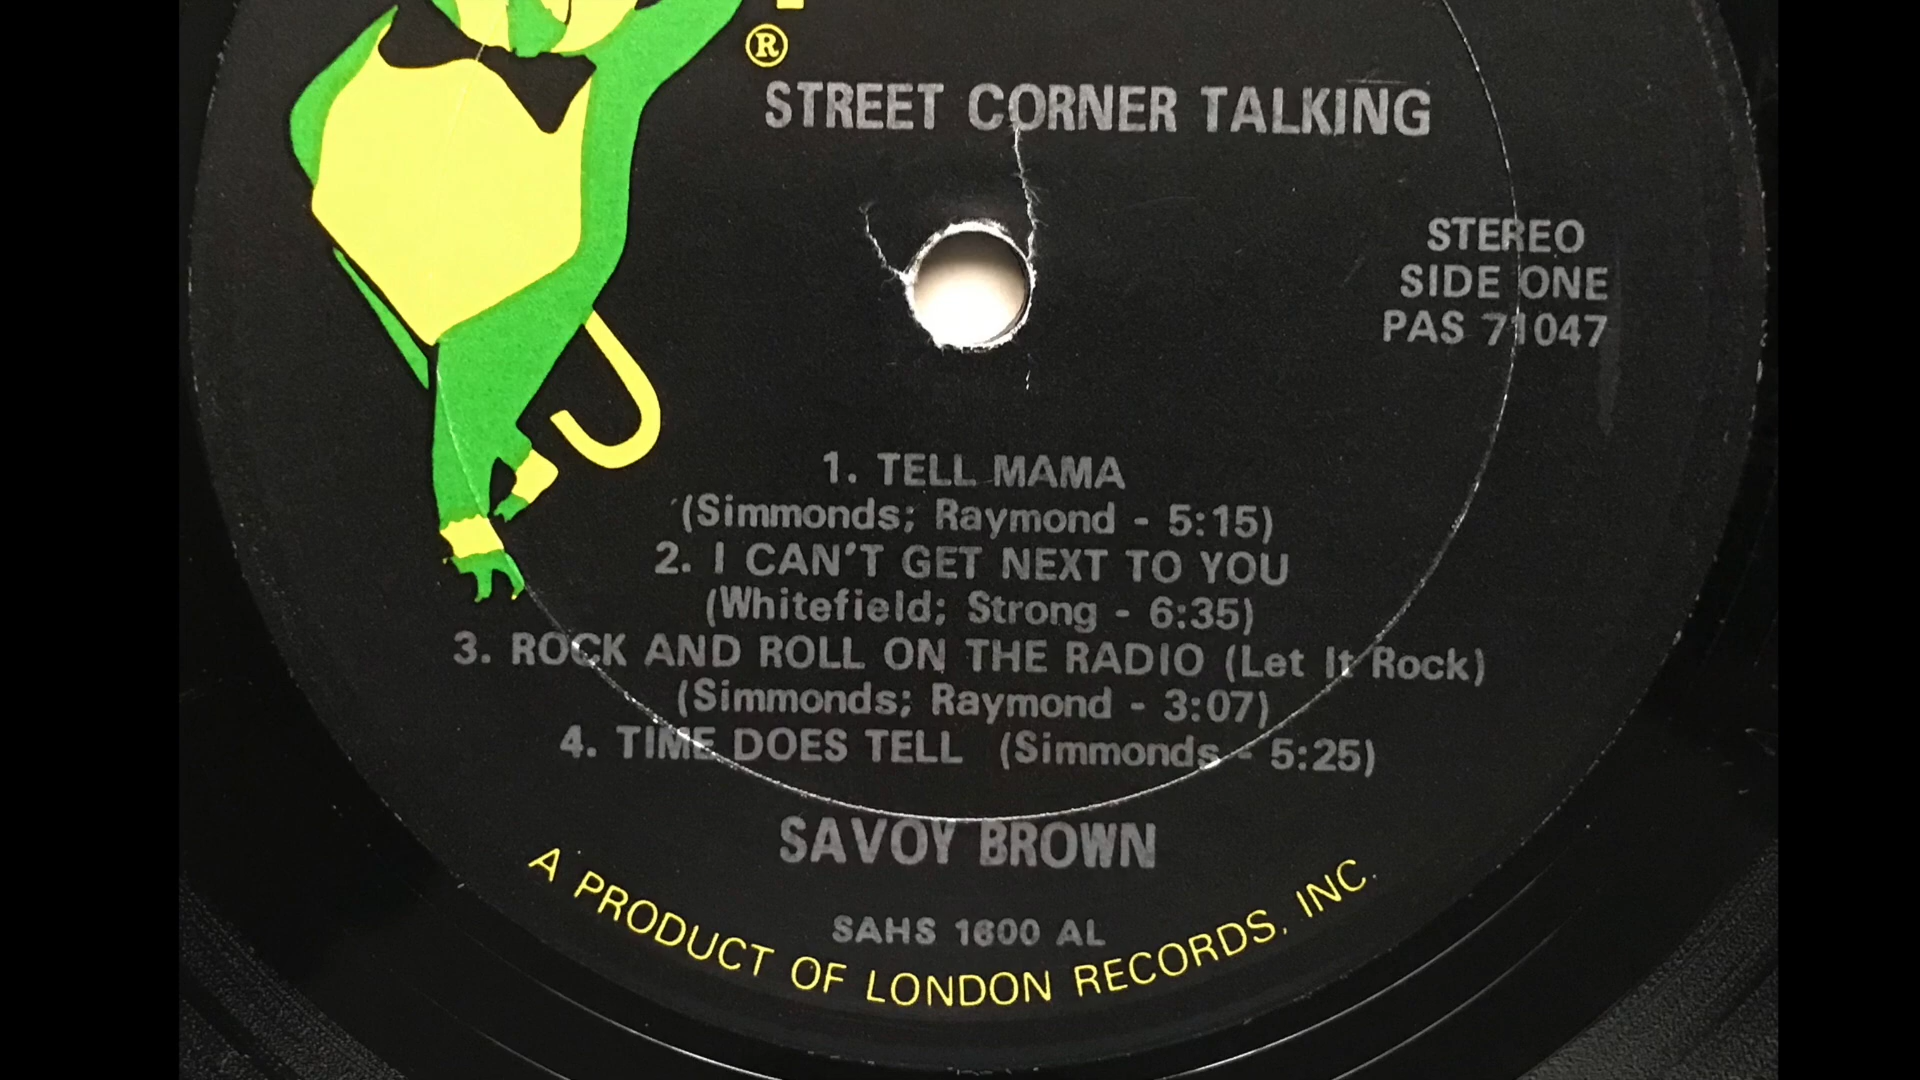 ®
STREET CORNER TALKING
STEREO
SIDE ONE
PAS 71047
1. TELL MAMA
(Simmonds; Raymond - 5:15)
2. I CAN'T GET NEXT TO YOU
(Whitefield; Strong - 6:35)
3. ROCK AND ROLL ON THE RADIO (Let It Rock)
(Simmonds; Raymond - 3:07)
4. TIME DOES TELL (Simmonds - 5:25)
SAVOY BROWN
SAHS 1600 AL
A PRODUCT OF LONDON RECORDS, INC.